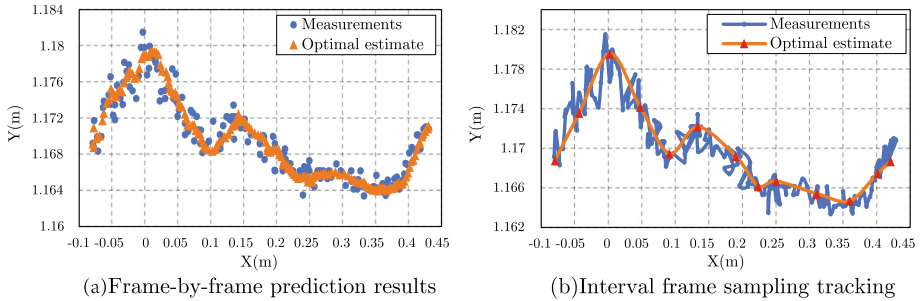 1.184
1.18
1.176
1.172
1.168
1.164
1.16
Y(m)
Measurements
Optimal estimate
-0.1 -0.05 0 0.05 0.1 0.15 0.2 0.25 0.3 0.35 0.4 0.45
X(m)
(a)Frame-by-frame prediction results
1.182
1.178
1.174
1.17
1.166
1.162
Y(m)
Measurements
Optimal estimate
-0.1 -0.05 0 0.05 0.1 0.15 0.2 0.25 0.3 0.35 0.4 0.45
X(m)
(b)Interval frame sampling tracking